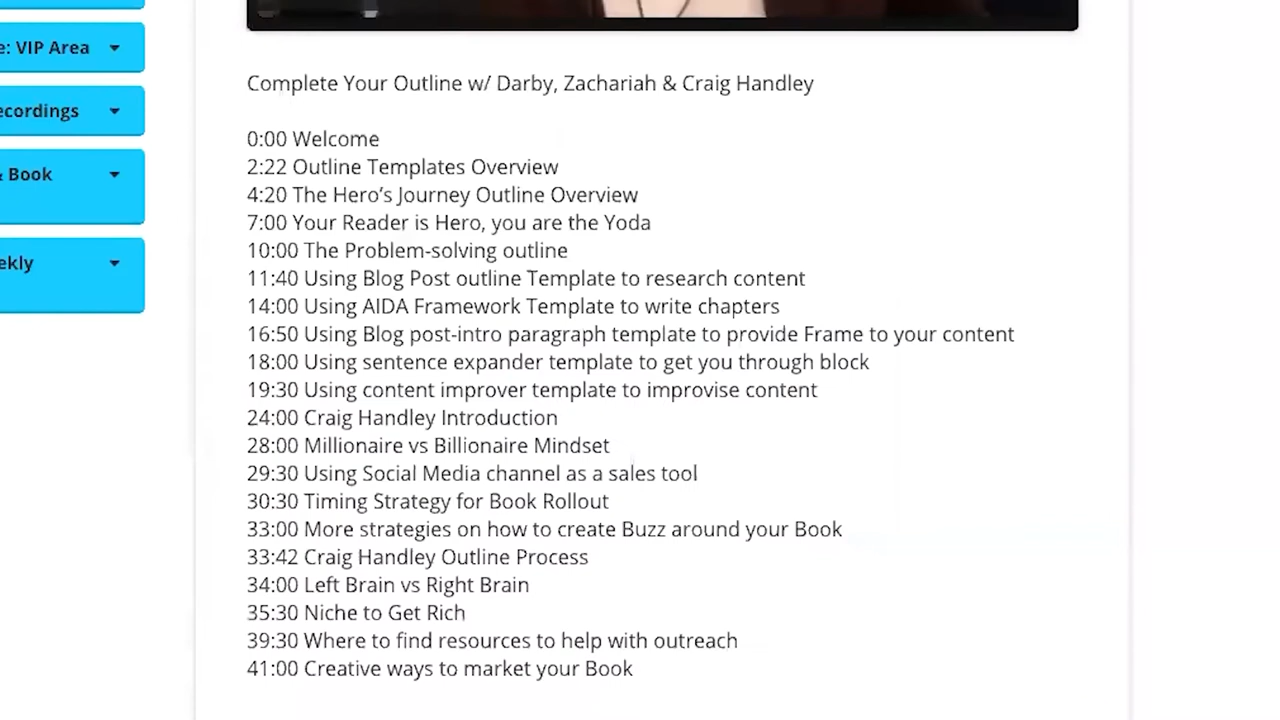 e: VIP Area
ecordings
& Book
ekly
Complete Your Outline w/ Darby, Zachariah & Craig Handley
0:00 Welcome
2:22 Outline Templates Overview
4:20 The Hero’s Journey Outline Overview
7:00 Your Reader is Hero, you are the Yoda
10:00 The Problem-solving outline
11:40 Using Blog Post outline Template to research content
14:00 Using AIDA Framework Template to write chapters
16:50 Using Blog post-intro paragraph template to provide Frame to your content
18:00 Using sentence expander template to get you through block
19:30 Using content improver template to improvise content
24:00 Craig Handley Introduction
28:00 Millionaire vs Billionaire Mindset
29:30 Using Social Media channel as a sales tool
30:30 Timing Strategy for Book Rollout
33:00 More strategies on how to create Buzz around your Book
33:42 Craig Handley Outline Process
34:00 Left Brain vs Right Brain
35:30 Niche to Get Rich
39:30 Where to find resources to help with outreach
41:00 Creative ways to market your Book